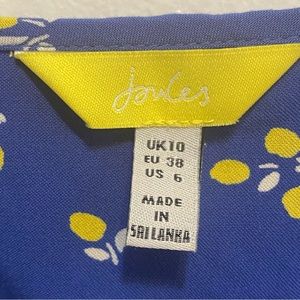 Joules
UK10
EU 38
US 6
MADE
IN
SRI LANKA